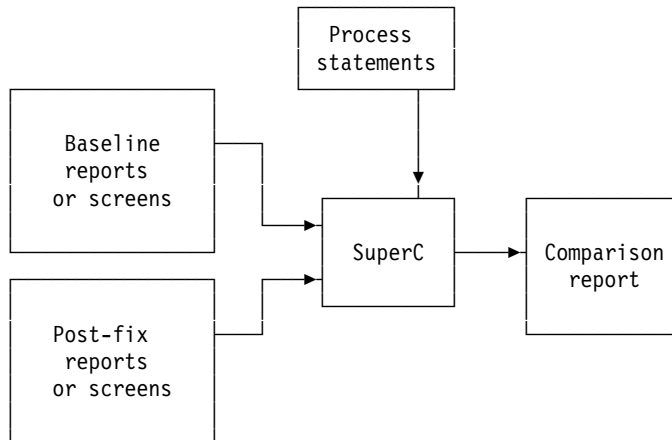 Process
statements
Baseline
reports
or screens
SuperC
Comparison
report
Post-fix
reports
or screens